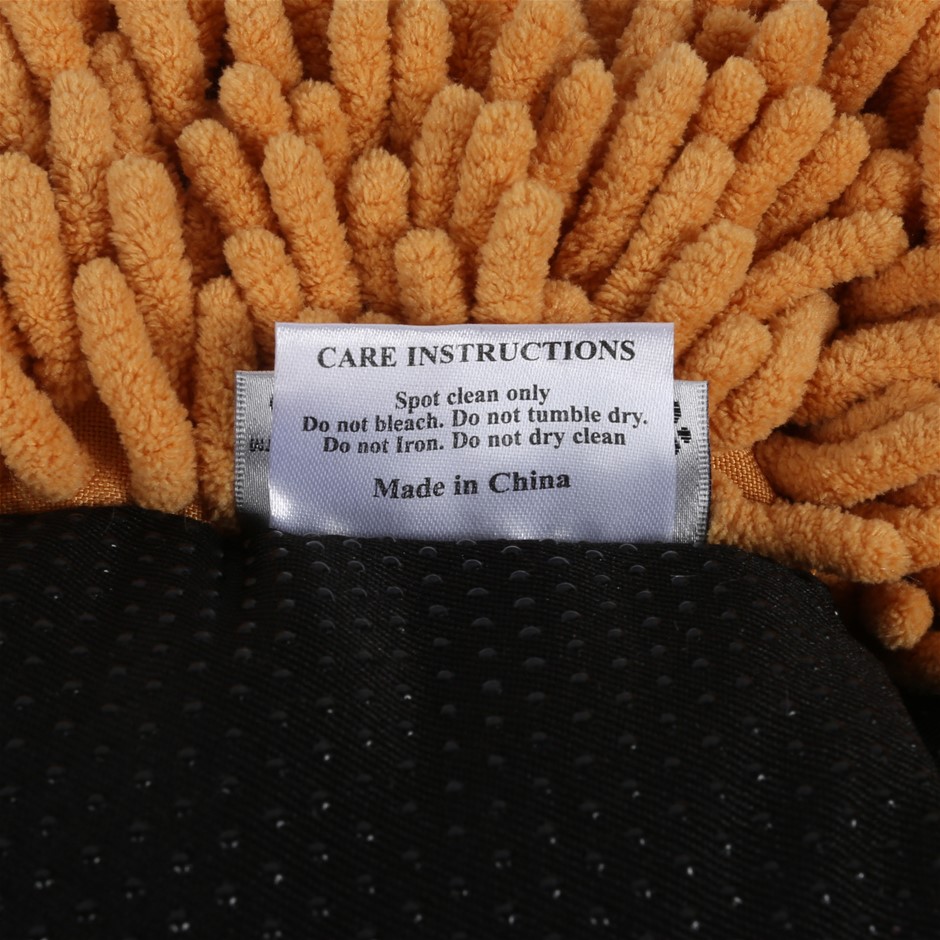 CARE INSTRUCTIONS
Spot clean only
Do not bleach. Do not tumble dry.
Do not Iron. Do not dry clean
Made in China